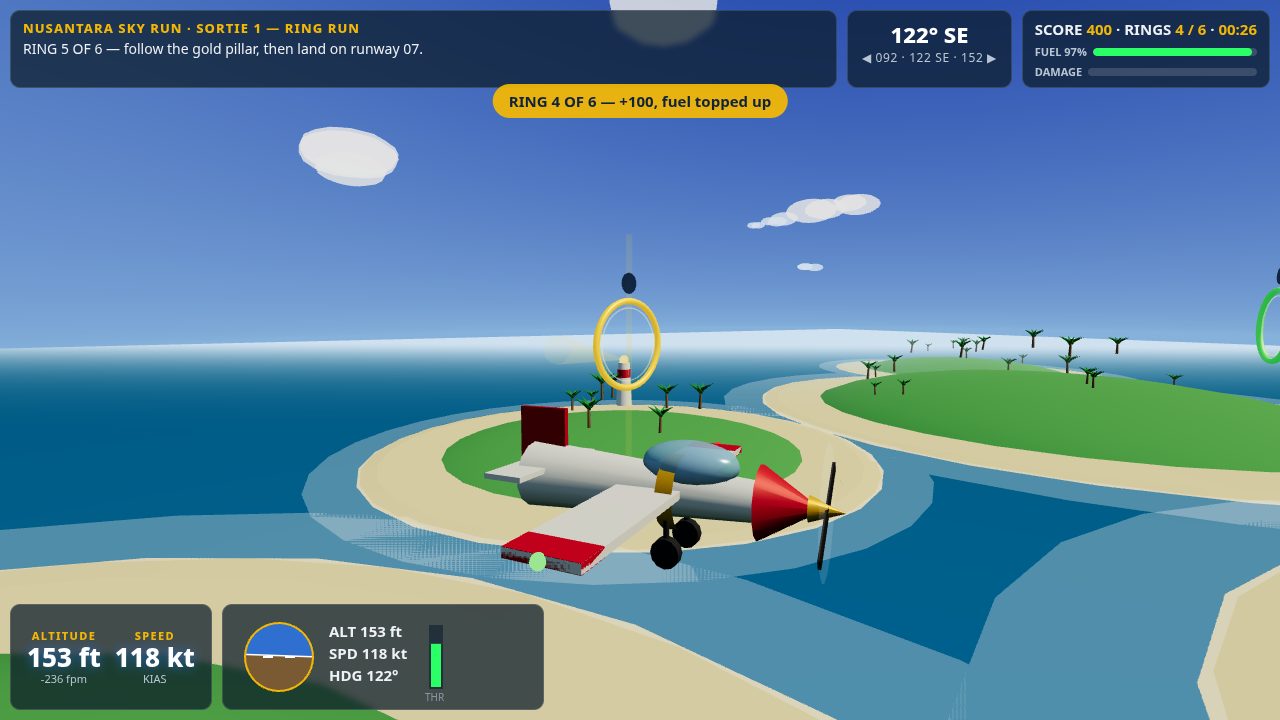 NUSANTARA SKY RUN · SORTIE 1 — RING RUN
RING 5 OF 6 — follow the gold pillar, then land on runway 07.
122° SE
◀ 092 · 122 SE · 152 ▶
SCORE 400 · RINGS 4 / 6 · 00:26
FUEL 97%
DAMAGE
RING 4 OF 6 — +100, fuel topped up
ALTITUDE SPEED
153 ft 118 kt
-236 fpm KIAS
ALT 153 ft
SPD 118 kt
HDG 122°
THR